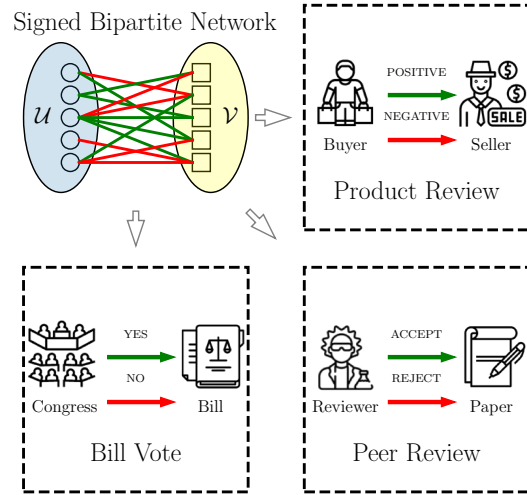 Signed Bipartite Network
𝒰
𝒱
POSITIVE
NEGATIVE
SALE
Buyer
Seller
Product Review
YES
NO
Congress
Bill
Bill Vote
ACCEPT
REJECT
Reviewer
Paper
Peer Review